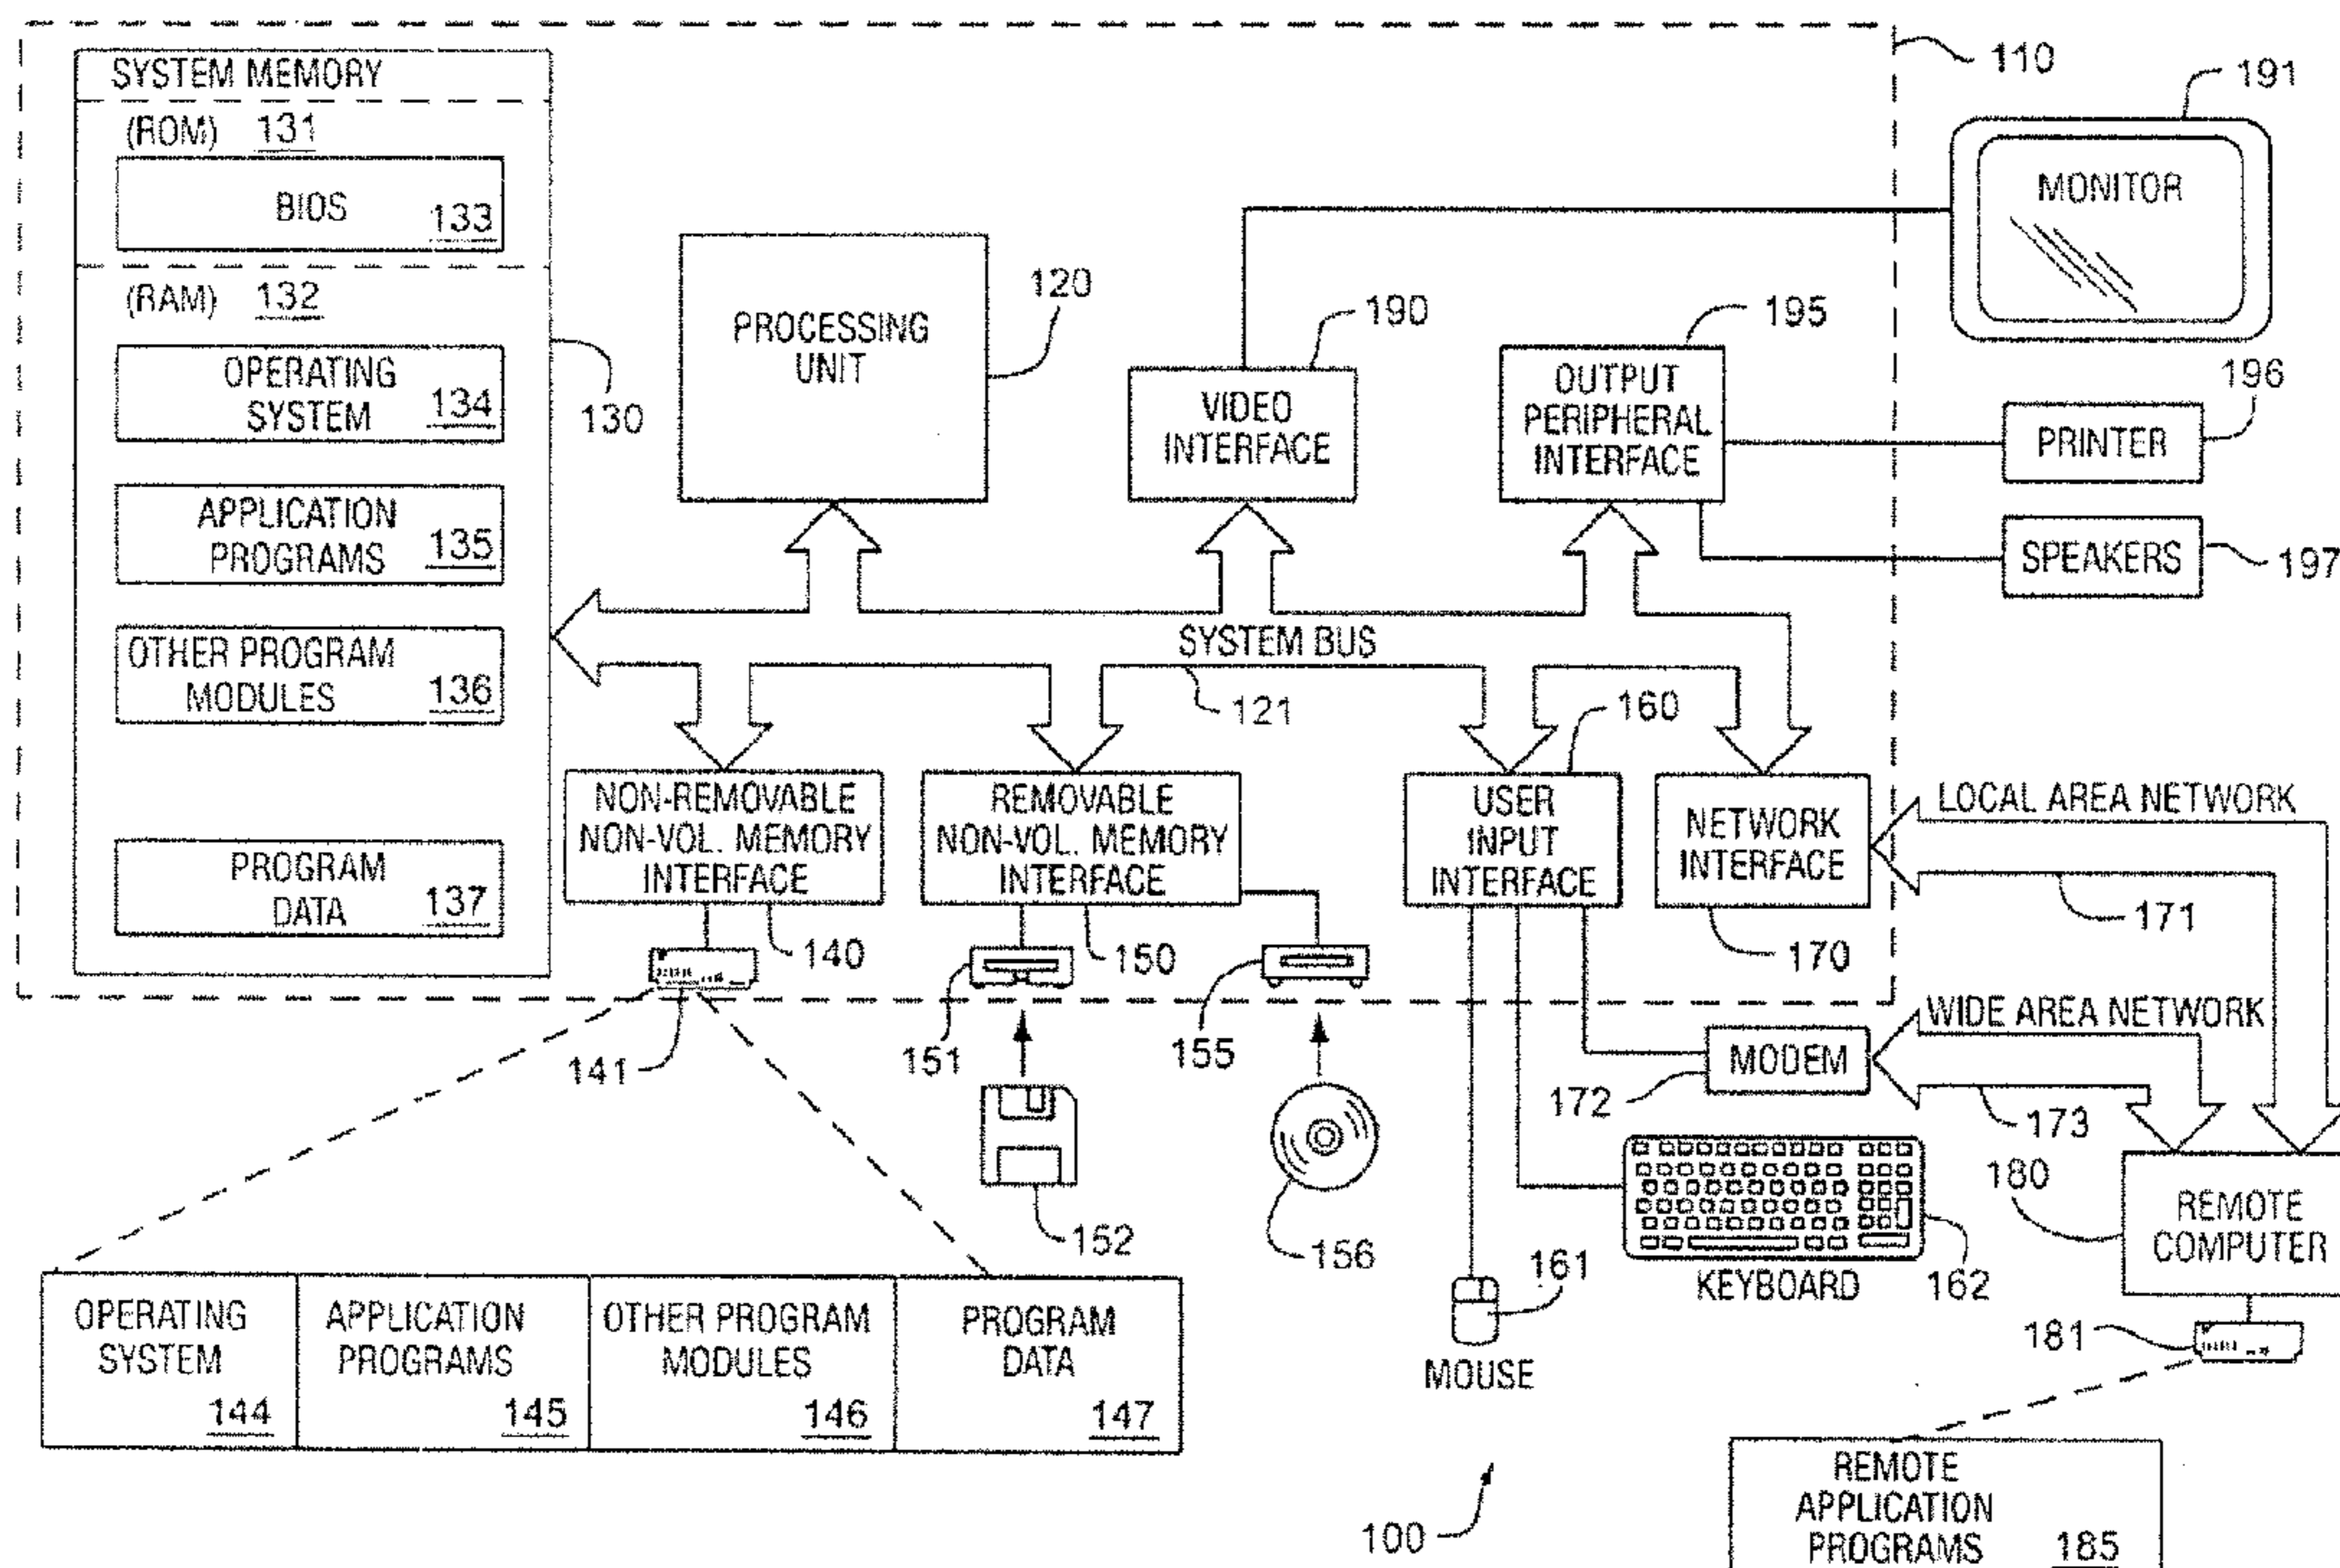 SYSTEM MEMORY
(ROM) 131
BIOS 133
(RAM) 132
OPERATING
SYSTEM 134
APPLICATION
PROGRAMS 135
OTHER PROGRAM
MODULES 136
PROGRAM
DATA 137
130
PROCESSING
UNIT
120
VIDEO
INTERFACE
190
OUTPUT
PERIPHERAL
INTERFACE
195
110
191
MONITOR
196
PRINTER
SPEAKERS
197
SYSTEM BUS
121
NON-REMOVABLE
NON-VOL. MEMORY
INTERFACE
140
141
REMOVABLE
NON-VOL. MEMORY
INTERFACE
150
151
155
152
156
USER
INPUT
INTERFACE
160
NETWORK
INTERFACE
170
LOCAL AREA NETWORK
171
WIDE AREA NETWORK
MODEM
172
173
180
REMOTE
COMPUTER
181
KEYBOARD
162
161
MOUSE
OPERATING
SYSTEM
144
APPLICATION
PROGRAMS
145
OTHER PROGRAM
MODULES
146
PROGRAM
DATA
147
100
REMOTE
APPLICATION
PROGRAMS 185